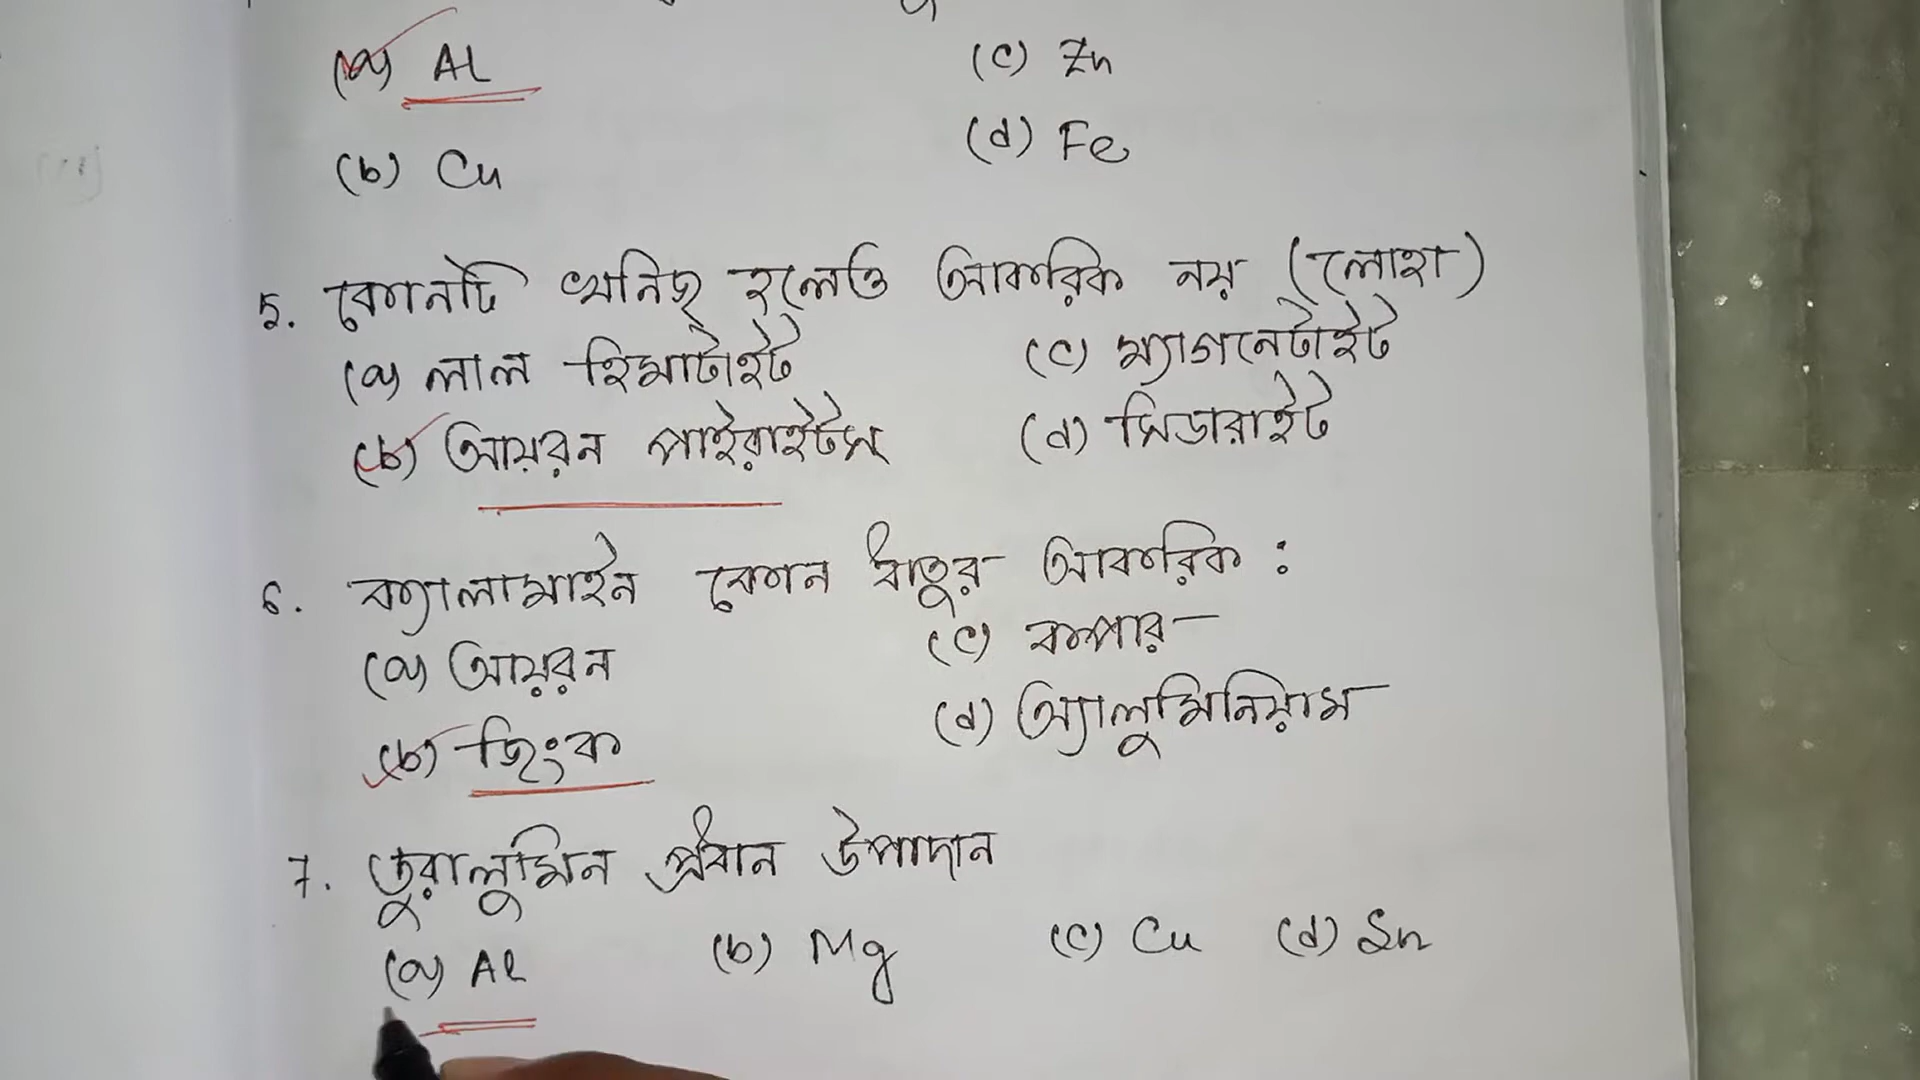 (a) Al (c) Zn
(b) Cu (d) Fe
5. কোনটি খনিজ হলেও আকরিক নয় (লোহা)
(a) লাল হিমাটাইট (c) ম্যাগনেটাইট
(b) আয়রন পাইরাইটস্ (d) সিডারাইট
6. ক্যালামাইন কোন ধাতুর আকরিক :
(a) আয়রন (c) কপার
(b) জিংক (d) অ্যালুমিনিয়াম
7. ডুরালুমিন প্রধান উপাদান
(a) Al (b) Mg (c) Cu (d) Sn